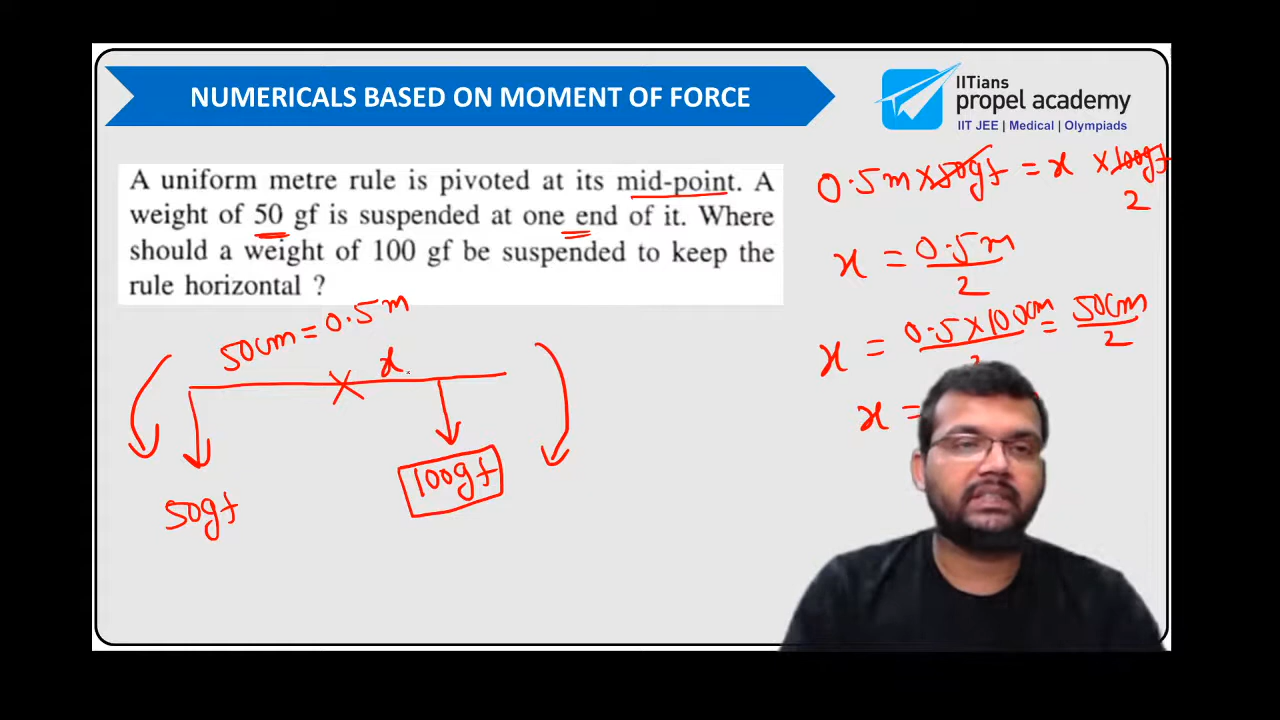 NUMERICALS BASED ON MOMENT OF FORCE
IITians
propel academy
IIT JEE | Medical | Olympiads
A uniform metre rule is pivoted at its mid-point. A
weight of 50 gf is suspended at one end of it. Where
should a weight of 100 gf be suspended to keep the
rule horizontal ?
0.5m × 50gf = x × 100gf
2
x = 0.5m
2
x = 0.5 × 100cm = 50cm
2
x =
50cm = 0.5m
x
50gf
100gf